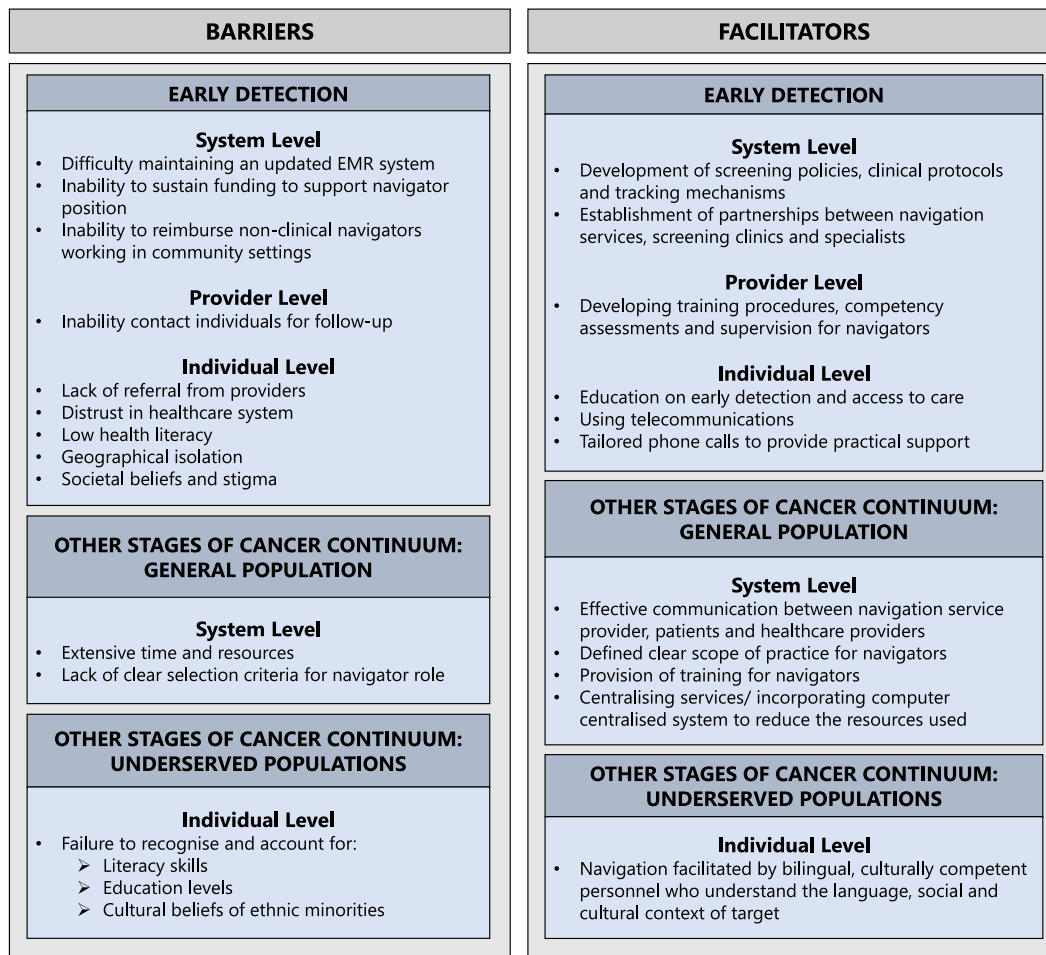 BARRIERS
EARLY DETECTION
System Level
• Difficulty maintaining an updated EMR system
• Inability to sustain funding to support navigator
position
• Inability to reimburse non-clinical navigators
working in community settings
Provider Level
• Inability contact individuals for follow-up
Individual Level
• Lack of referral from providers
• Distrust in healthcare system
• Low health literacy
• Geographical isolation
• Societal beliefs and stigma
OTHER STAGES OF CANCER CONTINUUM:
GENERAL POPULATION
System Level
• Extensive time and resources
• Lack of clear selection criteria for navigator role
OTHER STAGES OF CANCER CONTINUUM:
UNDERSERVED POPULATIONS
Individual Level
• Failure to recognise and account for:
➢ Literacy skills
➢ Education levels
➢ Cultural beliefs of ethnic minorities
FACILITATORS
EARLY DETECTION
System Level
• Development of screening policies, clinical protocols
and tracking mechanisms
• Establishment of partnerships between navigation
services, screening clinics and specialists
Provider Level
• Developing training procedures, competency
assessments and supervision for navigators
Individual Level
• Education on early detection and access to care
• Using telecommunications
• Tailored phone calls to provide practical support
OTHER STAGES OF CANCER CONTINUUM:
GENERAL POPULATION
System Level
• Effective communication between navigation service
provider, patients and healthcare providers
• Defined clear scope of practice for navigators
• Provision of training for navigators
• Centralising services/ incorporating computer
centralised system to reduce the resources used
OTHER STAGES OF CANCER CONTINUUM:
UNDERSERVED POPULATIONS
Individual Level
• Navigation facilitated by bilingual, culturally competent
personnel who understand the language, social and
cultural context of target